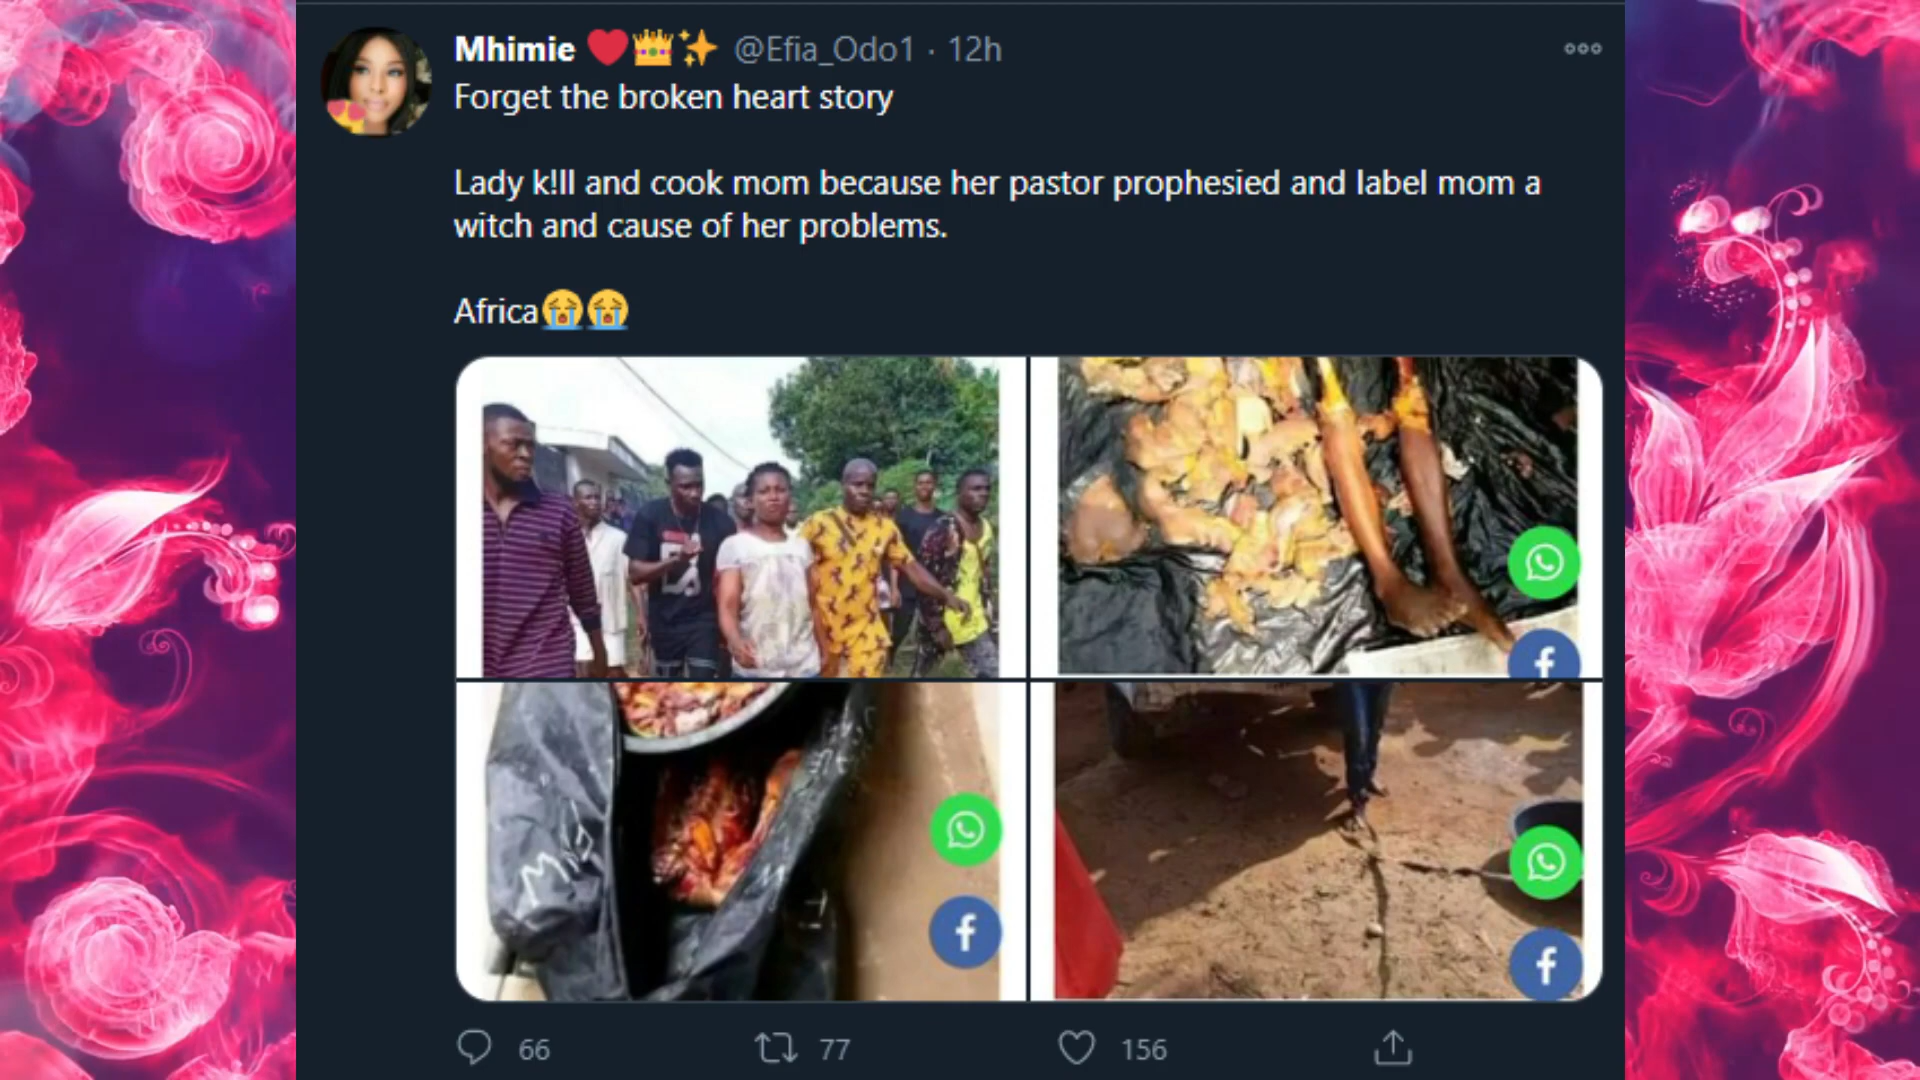 Mhimie ❤️👑✨ @Efia_Odo1 · 12h
Forget the broken heart story
Lady k!ll and cook mom because her pastor prophesied and label mom a
witch and cause of her problems.
Africa😭😭
66 77 156